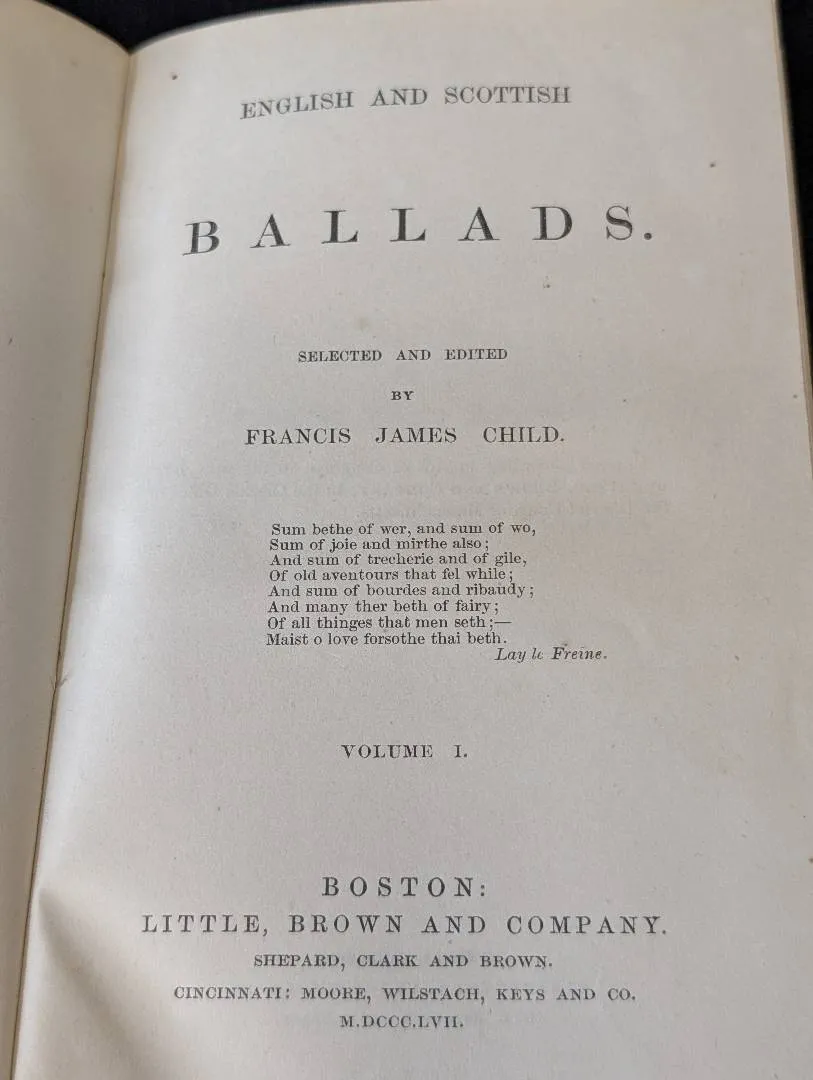 ENGLISH AND SCOTTISH
BALLADS.
SELECTED AND EDITED
BY
FRANCIS JAMES CHILD.
Sum bethe of wer, and sum of wo,
Sum of joie and mirthe also;
And sum of trecherie and of gile,
Of old aventours that fel while;
And sum of bourdes and ribaudy;
And many ther beth of fairy;
Of all thinges that men seth;—
Maist o love forsothe thai beth.
Lay le Freine.
VOLUME I.
BOSTON:
LITTLE, BROWN AND COMPANY.
SHEPARD, CLARK AND BROWN.
CINCINNATI: MOORE, WILSTACH, KEYS AND CO.
M.DCCC.LVII.